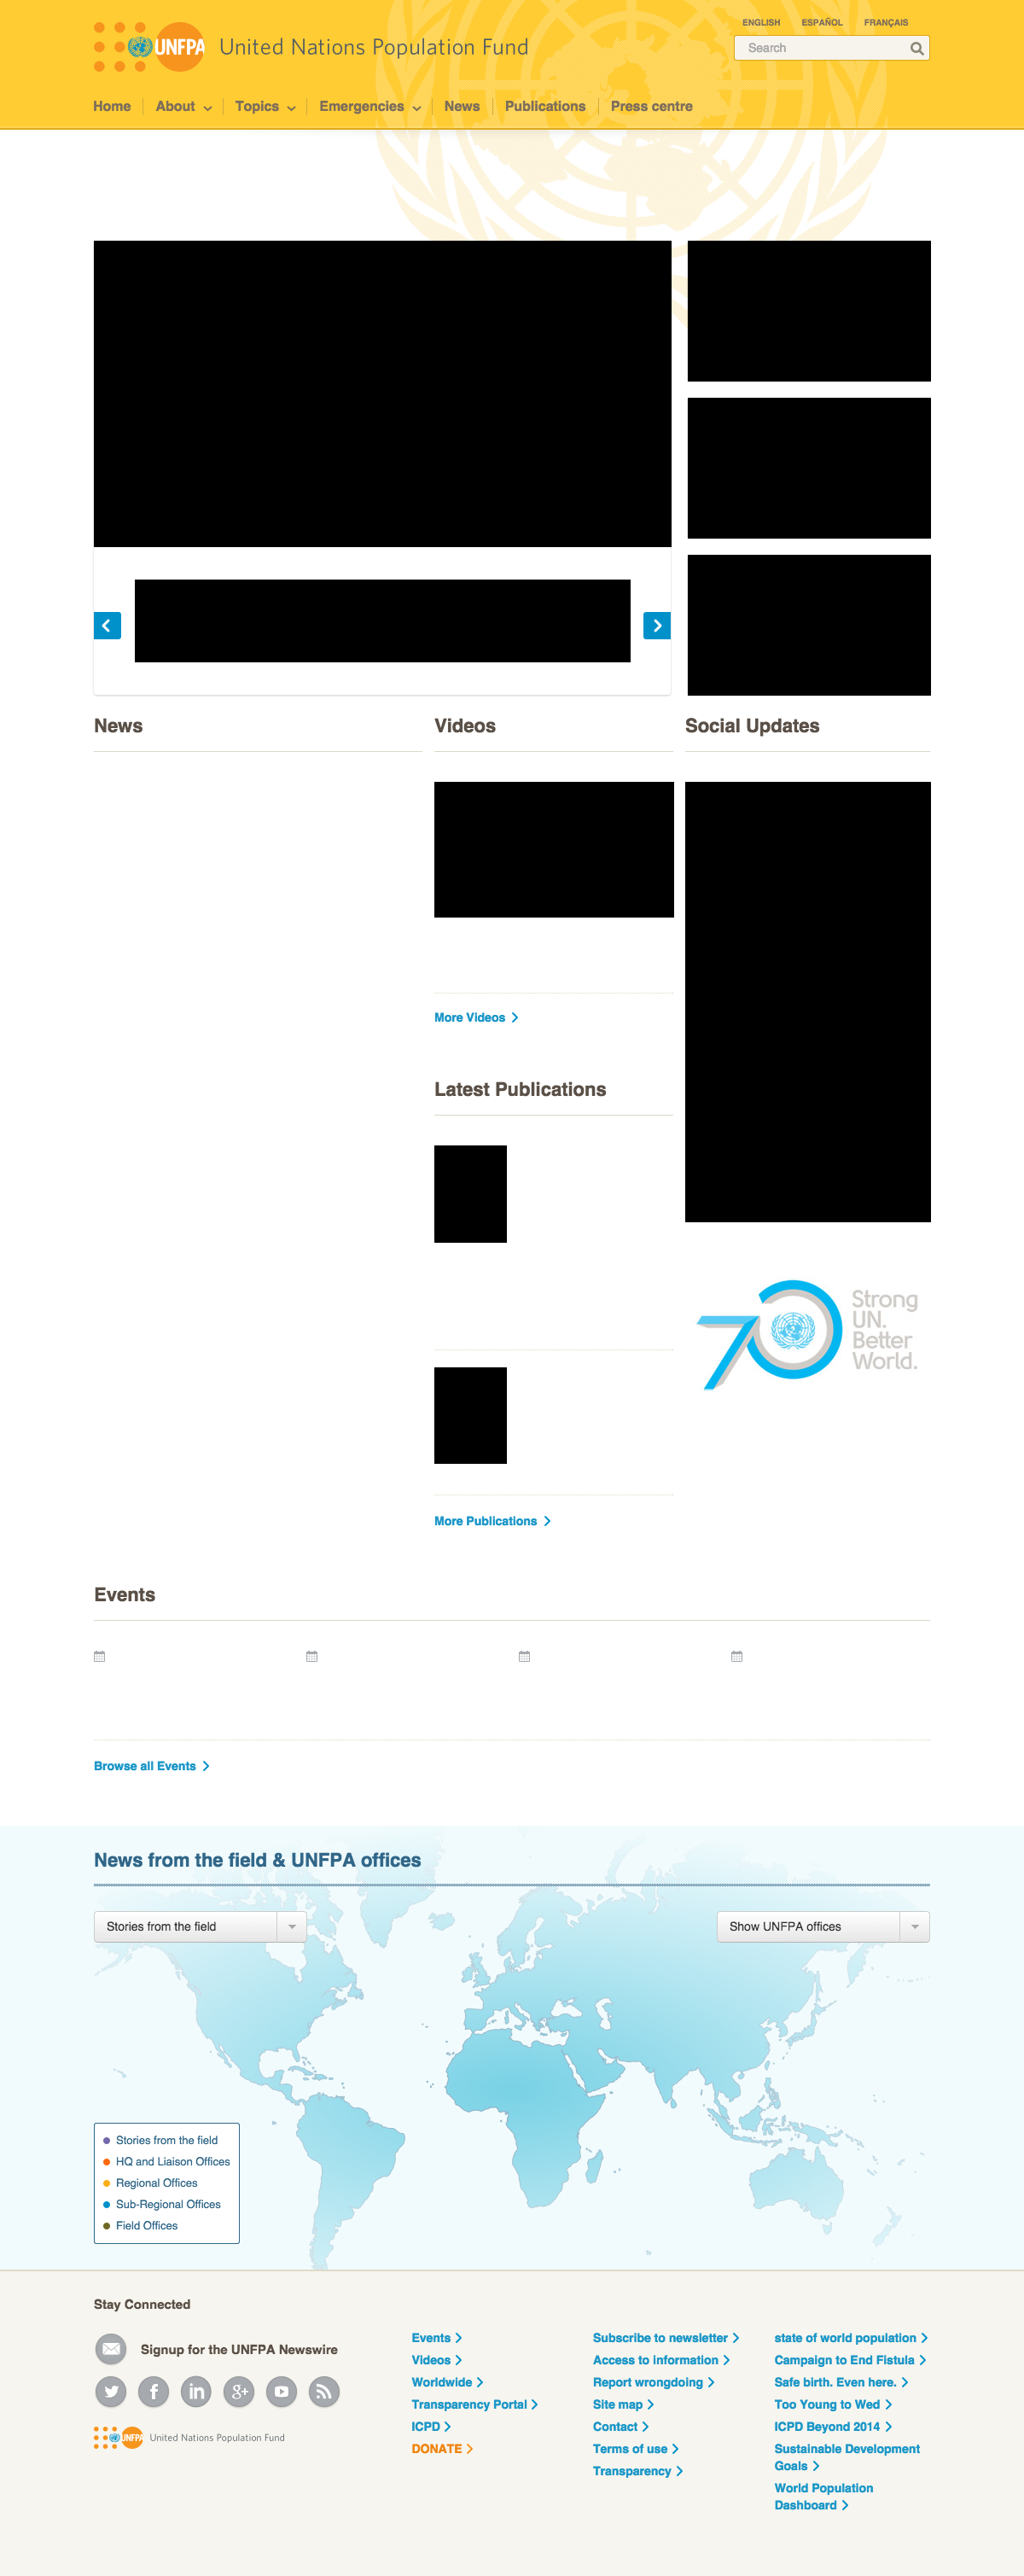 ENGLISH
ESPAÑOL
FRANÇAIS
UNFPA
United Nations Population Fund
Search
Home
About
Topics
Emergencies
News
Publications
Press centre
News
Videos
Social Updates
More Videos
Latest Publications
Strong
UN.
Better
World.
70
More Publications
Events
Browse all Events
News from the field & UNFPA offices
Stories from the field
Show UNFPA offices
Stories from the field
HQ and Liaison Offices
Regional Offices
Sub-Regional Offices
Field Offices
Stay Connected
Signup for the UNFPA Newswire
UNFPA
United Nations Population Fund
Events
Videos
Worldwide
Transparency Portal
ICPD
DONATE
Subscribe to newsletter
Access to information
Report wrongdoing
Site map
Contact
Terms of use
Transparency
state of world population
Campaign to End Fistula
Safe birth. Even here.
Too Young to Wed
ICPD Beyond 2014
Sustainable Development
Goals
World Population
Dashboard